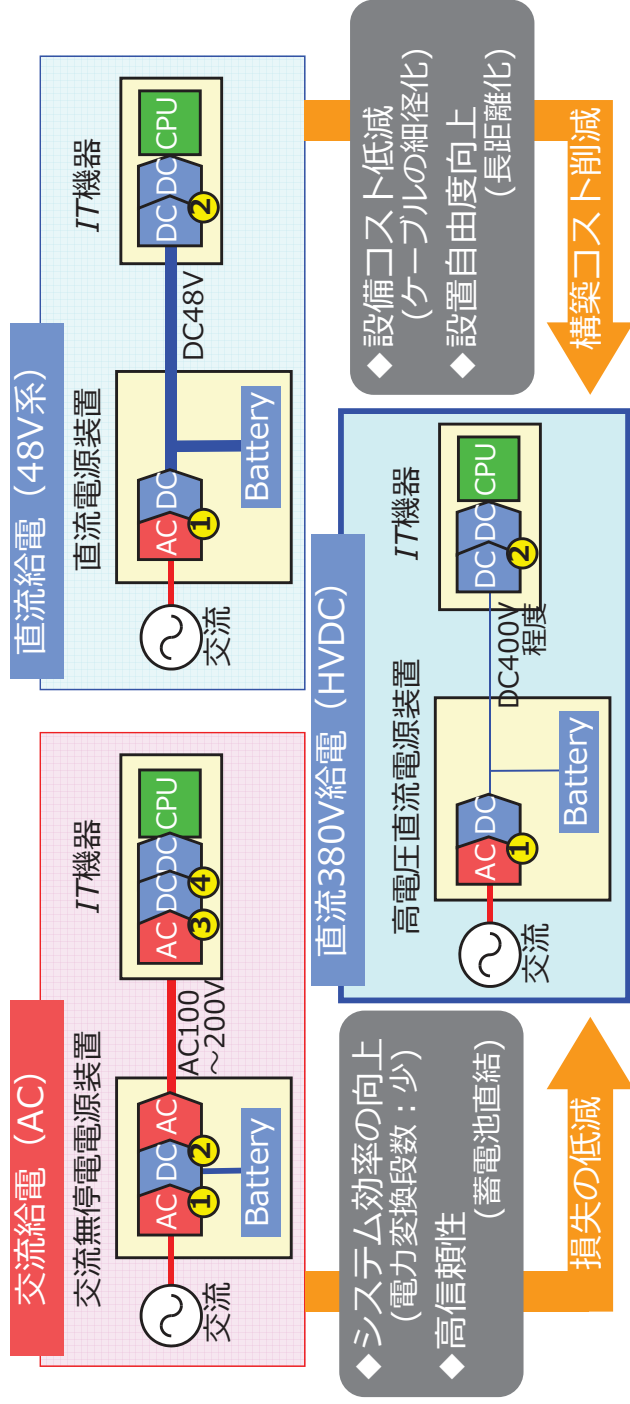 交流給電（AC）
交流無停電電源装置
IT機器
AC DC AC
① ②
Battery
交流
AC100
～200V
AC DC DC CPU
③ ④
直流給電（48V系）
直流電源装置
IT機器
AC DC
①
Battery
交流
DC48V
DC DC CPU
②
◆システム効率の向上
(電力変換段数：少)
◆高信頼性
(蓄電池直結)
損失の低減
直流380V給電（HVDC）
高電圧直流電源装置
IT機器
AC DC
①
Battery
交流
DC400V
程度
DC DC CPU
②
◆設備コスト低減
(ケーブルの細径化)
◆設置自由度向上
(長距離化)
構築コスト削減